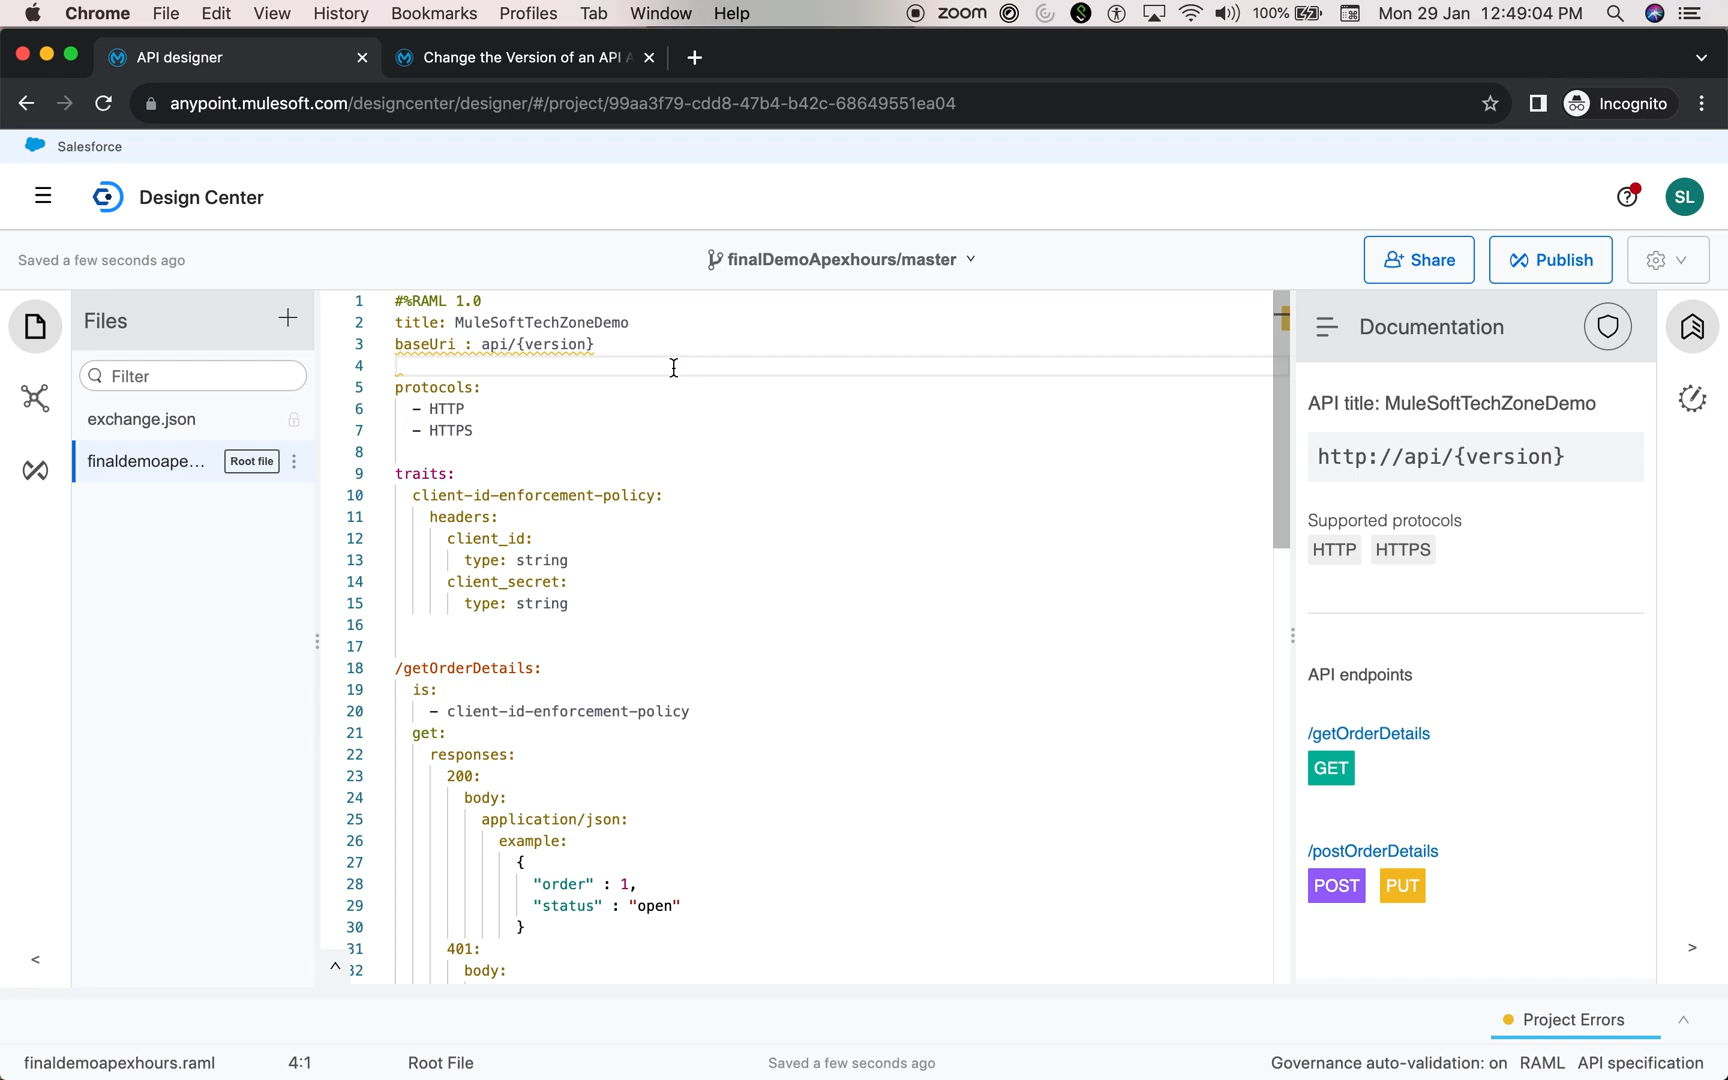 Chrome File Edit View History Bookmarks Profiles Tab Window Help zoom S 100% Mon 29 Jan 12:49:04 PM
API designer
Change the Version of an API
anypoint.mulesoft.com/designcenter/designer/#/project/99aa3f79-cdd8-47b4-b42c-68649551ea04 Incognito
Salesforce
Design Center SL
Saved a few seconds ago finalDemoApexhours/master Share Publish
Files
Filter
exchange.json
finaldemoape... Root file
1 #%RAML 1.0
2 title: MuleSoftTechZoneDemo
3 baseUri : api/{version}
4
5 protocols:
6 - HTTP
7 - HTTPS
8
9 traits:
10 client-id-enforcement-policy:
11 headers:
12 client_id:
13 type: string
14 client_secret:
15 type: string
16
17
18 /getOrderDetails:
19 is:
20 - client-id-enforcement-policy
21 get:
22 responses:
23 200:
24 body:
25 application/json:
26 example:
27 {
28 "order" : 1,
29 "status" : "open"
30 }
31 401:
32 body:
Documentation
API title: MuleSoftTechZoneDemo
http://api/{version}
Supported protocols
HTTP HTTPS
API endpoints
/getOrderDetails
GET
/postOrderDetails
POST PUT
Project Errors
finaldemoapexhours.raml 4:1 Root File Saved a few seconds ago Governance auto-validation: on RAML API specification